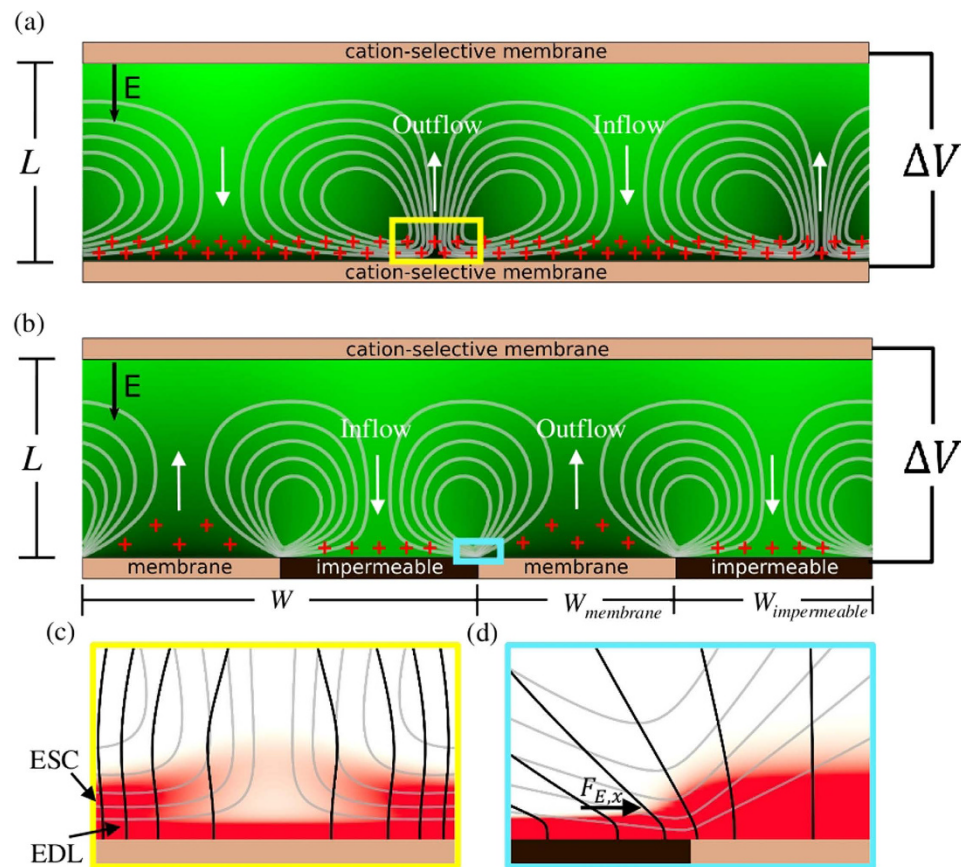 (a)
cation-selective membrane
E
L
Outflow
Inflow
ΔV
+ + + + + + + + + + + + + + + + + + + + +
+ + + + + + + + + + + + + + + + + + + + +
cation-selective membrane
(b)
cation-selective membrane
E
L
Inflow
Outflow
ΔV
membrane
impermeable
membrane
impermeable
W
W_membrane
W_impermeable
(c)
ESC
EDL
(d)
F_E,x